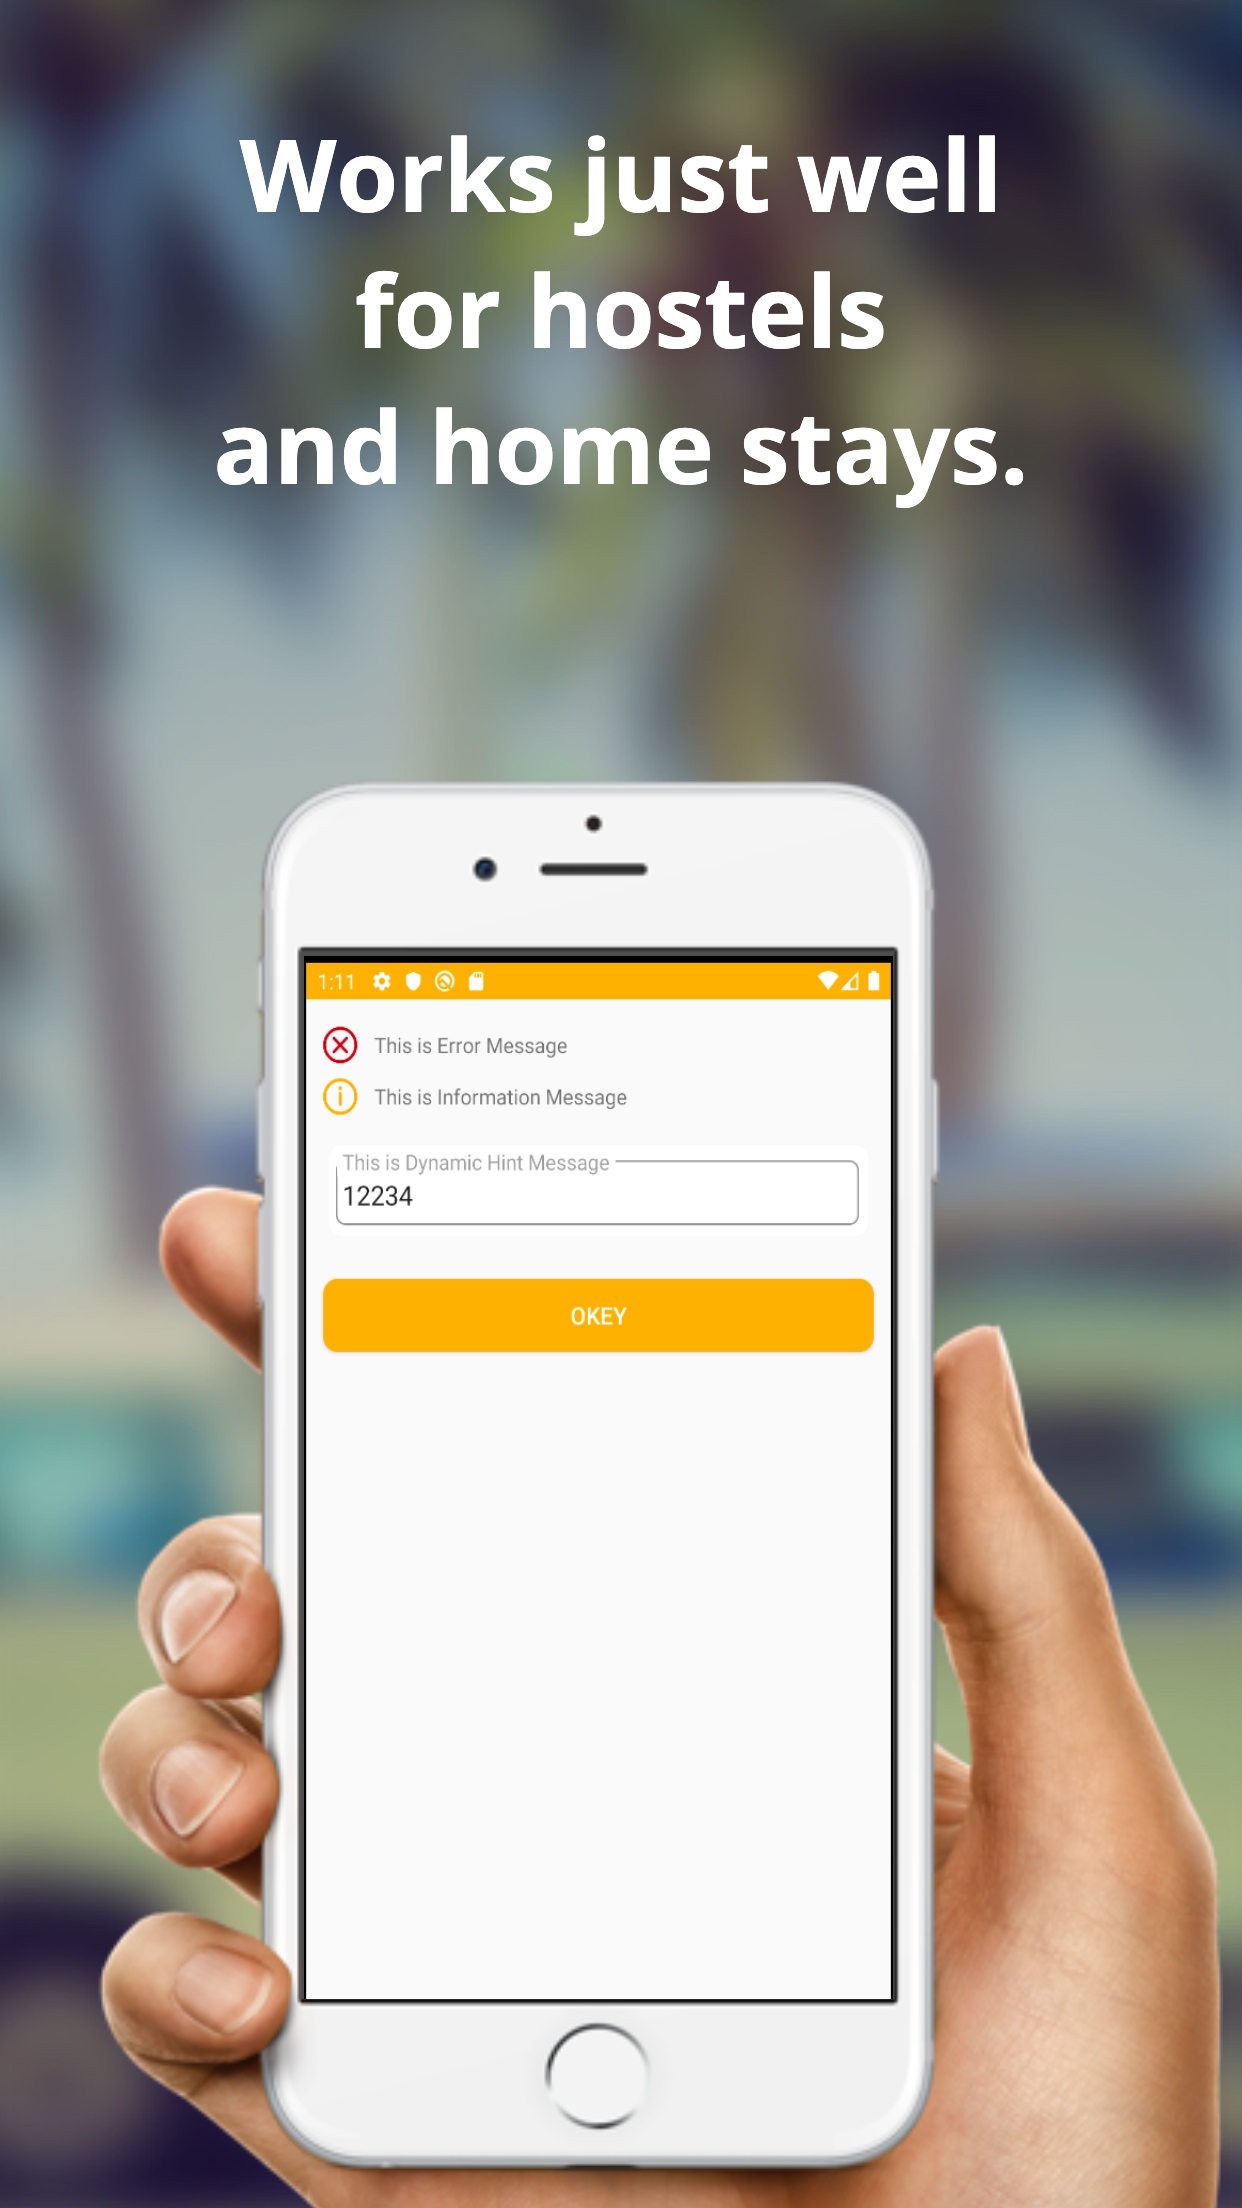 Works just well
for hostels
and home stays.
1:11
This is Error Message
This is Information Message
This is Dynamic Hint Message
12234
OKEY